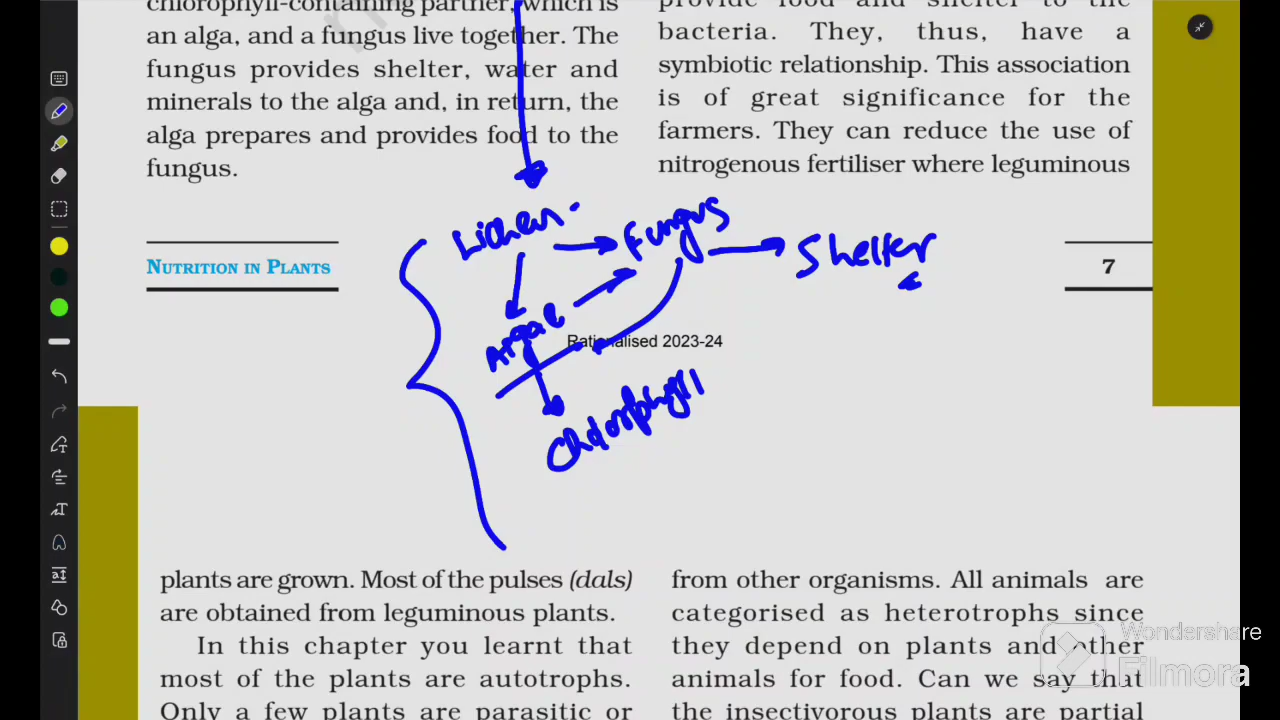 chlorophyll-containing partner, which is
an alga, and a fungus live together. The
fungus provides shelter, water and
minerals to the alga and, in return, the
alga prepares and provides food to the
fungus.
provide food and shelter to the
bacteria. They, thus, have a
symbiotic relationship. This association
is of great significance for the
farmers. They can reduce the use of
nitrogenous fertiliser where leguminous
Lichen
Fungus
Shelter
Algae
Chlorophyll
NUTRITION IN PLANTS
7
Rationalised 2023-24
plants are grown. Most of the pulses (dals)
are obtained from leguminous plants.
In this chapter you learnt that
most of the plants are autotrophs.
Only a few plants are parasitic or
from other organisms. All animals are
categorised as heterotrophs since
they depend on plants and other
animals for food. Can we say that
the insectivorous plants are partial
Wondershare
Filmora